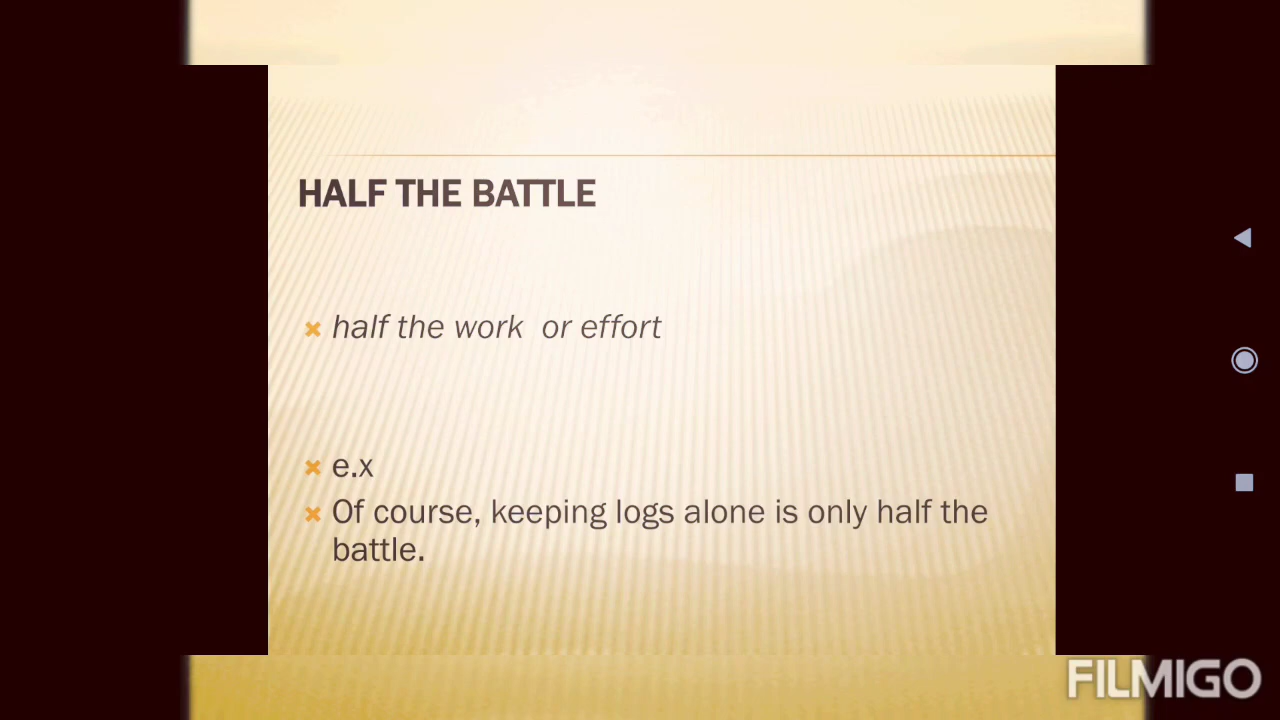 HALF THE BATTLE
half the work  or effort
e.x
Of course, keeping logs alone is only half the
battle.
FILMIGO